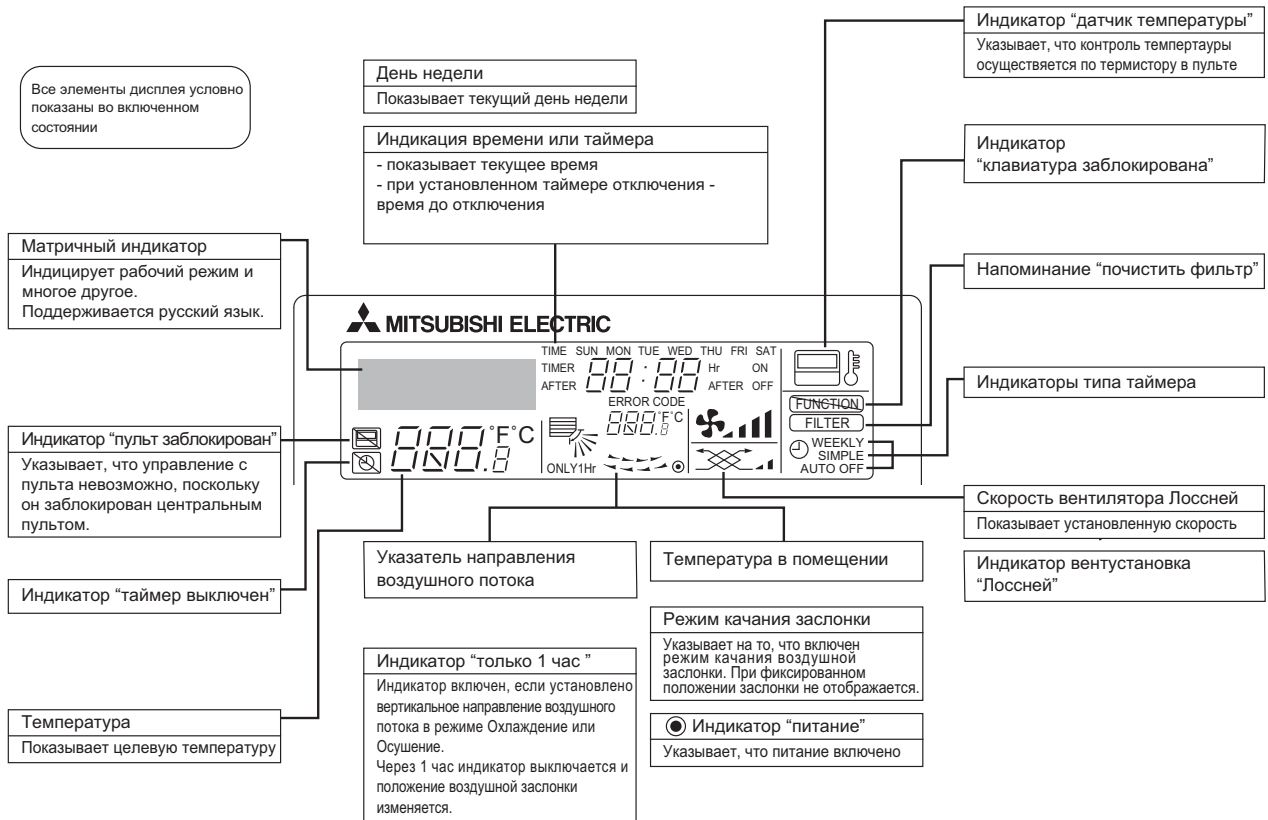 Все элементы дисплея условно
показаны во включенном
состоянии
День недели
Показывает текущий день недели
Индикация времени или таймера
- показывает текущее время
- при установленном таймере отключения -
время до отключения
Индикатор “датчик температуры”
Указывает, что контроль темпертауры
осуществяется по термистору в пульте
Индикатор
“клавиатура заблокирована”
Напоминание “почистить фильтр”
Индикаторы типа таймера
Скорость вентилятора Лоссней
Показывает установленную скорость
Индикатор вентустановка
“Лоссней”
Матричный индикатор
Индицирует рабочий режим и
многое другое.
Поддерживается русский язык.
Индикатор “пульт заблокирован”
Указывает, что управление с
пульта невозможно, поскольку
он заблокирован центральным
пультом.
Индикатор “таймер выключен”
Температура
Показывает целевую температуру
MITSUBISHI ELECTRIC
TIME SUN MON TUE WED THU FRI SAT
TIMER 88:88 Hr ON
AFTER AFTER OFF
ERROR CODE
888.8 °F°C
888.8 °F°C
ONLY1Hr
FUNCTION
FILTER
WEEKLY
SIMPLE
AUTO OFF
Указатель направления
воздушного потока
Температура в помещении
Индикатор “только 1 час ”
Индикатор включен, если установлено
вертикальное направление воздушного
потока в режиме Охлаждение или
Осушение.
Через 1 час индикатор выключается и
положение воздушной заслонки
изменяется.
Режим качания заслонки
Указывает на то, что включен
режим качания воздушной
заслонки. При фиксированном
положении заслонки не отображается.
Индикатор “питание”
Указывает, что питание включено